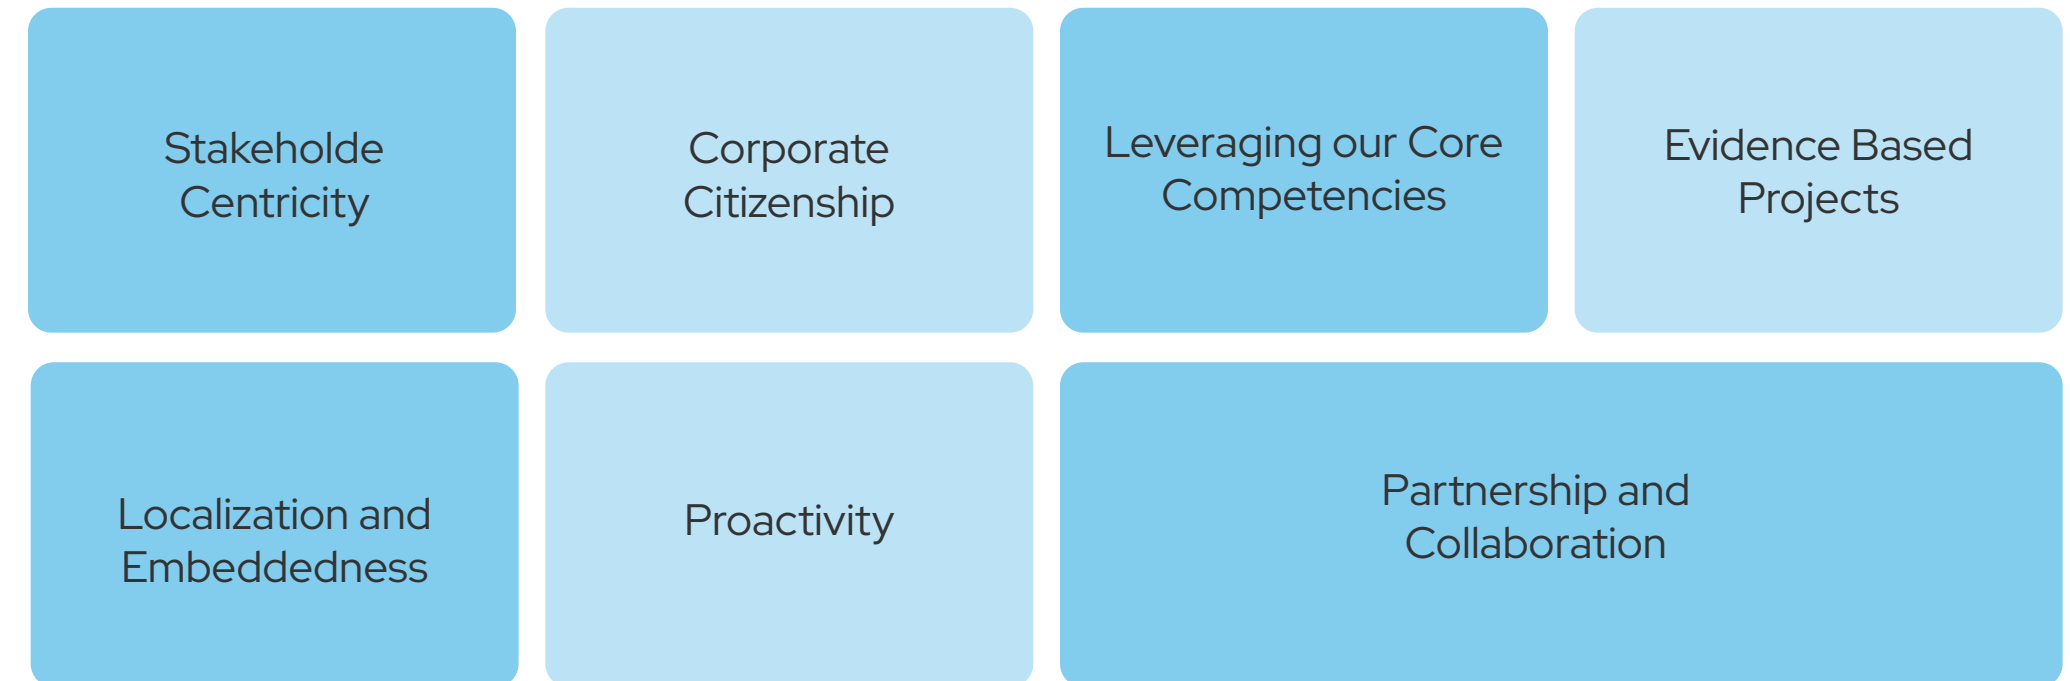 Stakeholde
Centricity
Corporate
Citizenship
Leveraging our Core
Competencies
Evidence Based
Projects
Localization and
Embeddedness
Proactivity
Partnership and
Collaboration